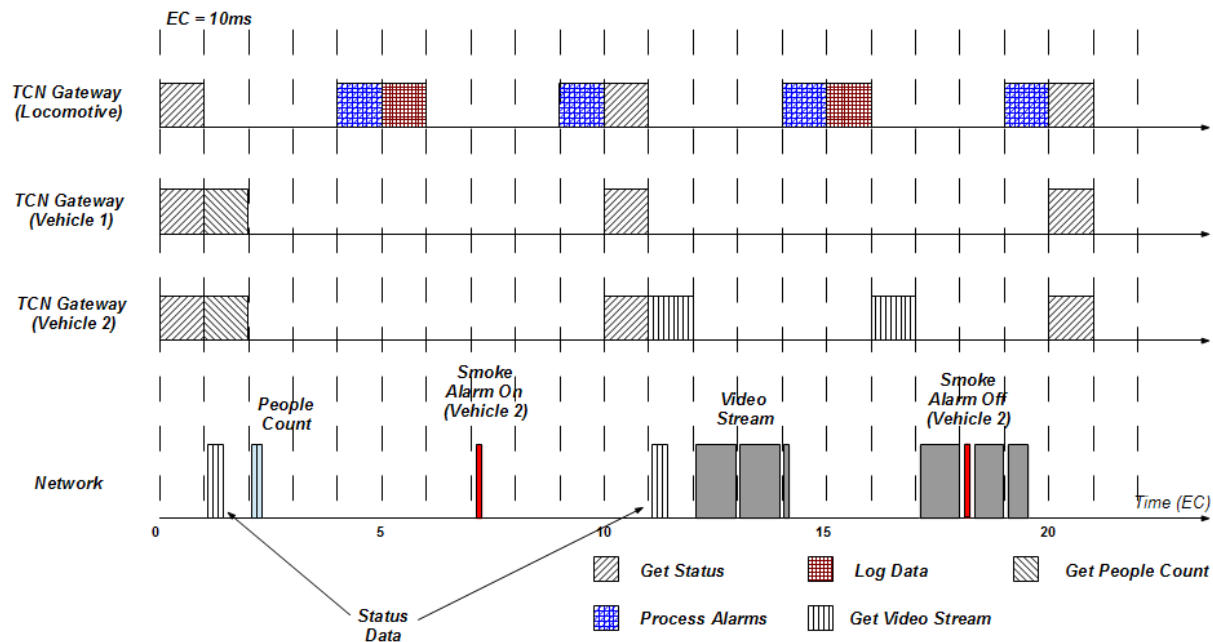 EC = 10ms
TCN Gateway
(Locomotive)
TCN Gateway
(Vehicle 1)
TCN Gateway
(Vehicle 2)
People
Count
Smoke
Alarm On
(Vehicle 2)
Video
Stream
Smoke
Alarm Off
(Vehicle 2)
Network
Time (EC)
0 5 10 15 20
Get Status
Log Data
Get People Count
Process Alarms
Get Video Stream
Status
Data